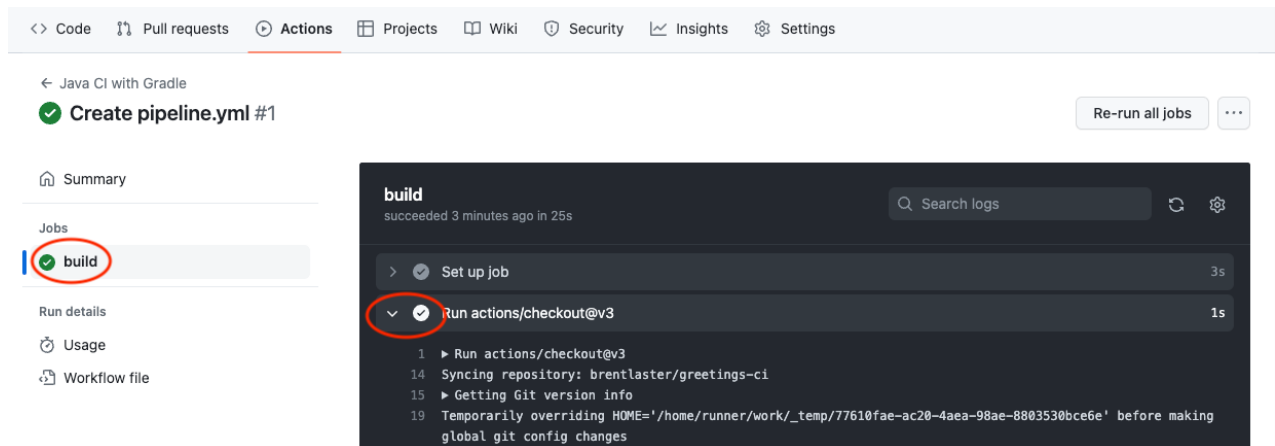 <> Code Pull requests Actions Projects Wiki Security Insights Settings
← Java CI with Gradle
Create pipeline.yml #1
Re-run all jobs ...
Summary
Jobs
build
Run details
Usage
Workflow file
build
succeeded 3 minutes ago in 25s
Search logs
Set up job 3s
Run actions/checkout@v3 1s
1 ▶ Run actions/checkout@v3
14 Syncing repository: brentlaster/greetings-ci
15 ▶ Getting Git version info
19 Temporarily overriding HOME='/home/runner/work/_temp/77610fae-ac20-4aea-98ae-8803530bce6e' before making
global git config changes